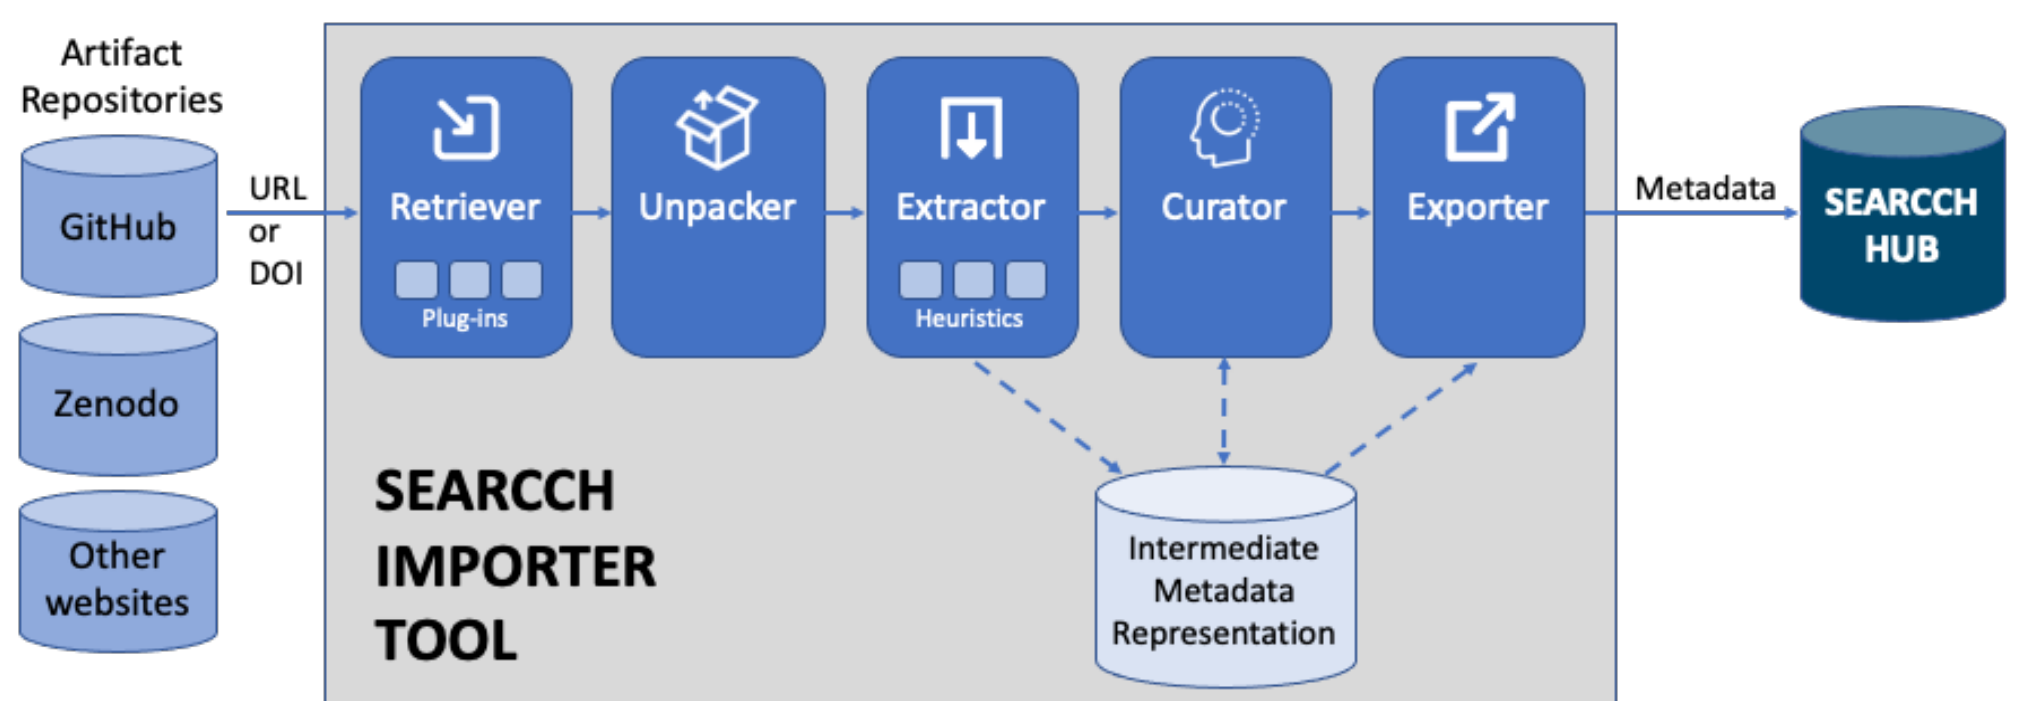 Artifact
Repositories
GitHub
Zenodo
Other
websites
URL
or
DOI
Retriever
Plug-ins
Unpacker
Extractor
Heuristics
Curator
Exporter
SEARCCH
IMPORTER
TOOL
Intermediate
Metadata
Representation
Metadata
SEARCCH
HUB